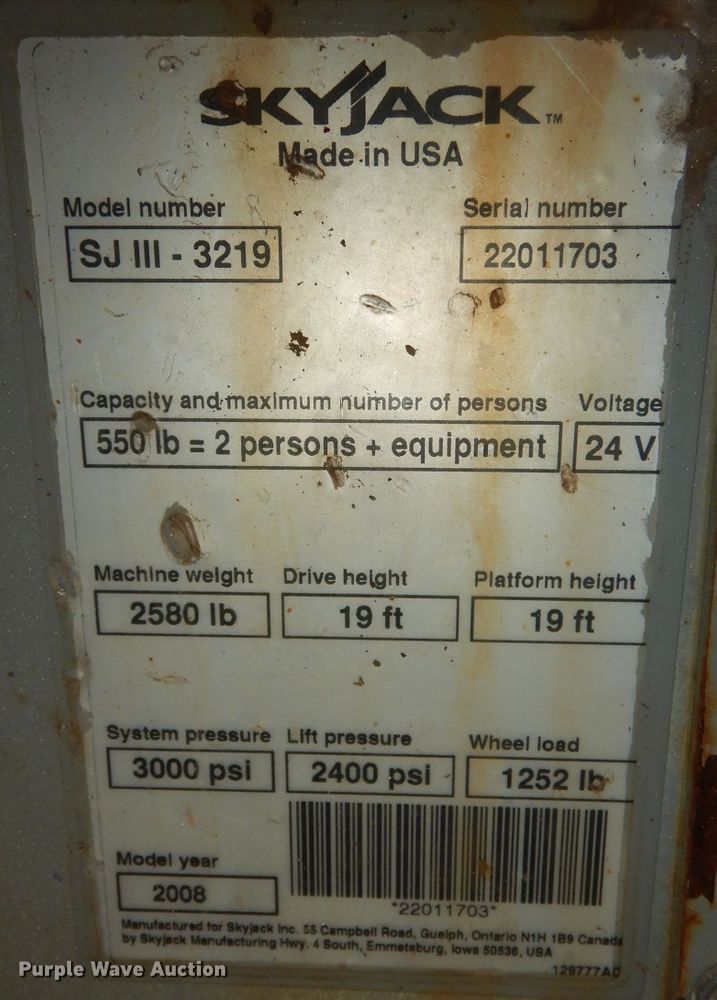 SKYJACK™
Made in USA
Model number Serial number
SJ III - 3219 22011703
Capacity and maximum number of persons Voltage
550 lb = 2 persons + equipment 24 V
Machine weight Drive height Platform height
2580 lb 19 ft 19 ft
System pressure Lift pressure Wheel load
3000 psi 2400 psi 1252 lb
Model year
2008
*22011703*
Manufactured for Skyjack Inc. 55 Campbell Road, Guelph, Ontario N1H 1B9 Canada
by Skyjack Manufacturing Hwy. 4 South, Emmetsburg, Iowa 50536, USA
129777AD
Purple Wave Auction